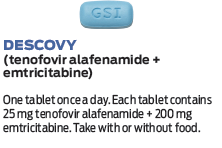 GSI
DESCOVY
(tenofovir alafenamide +
emtricitabine)
One tablet once a day. Each tablet contains
25 mg tenofovir alafenamide + 200 mg
emtricitabine. Take with or without food.